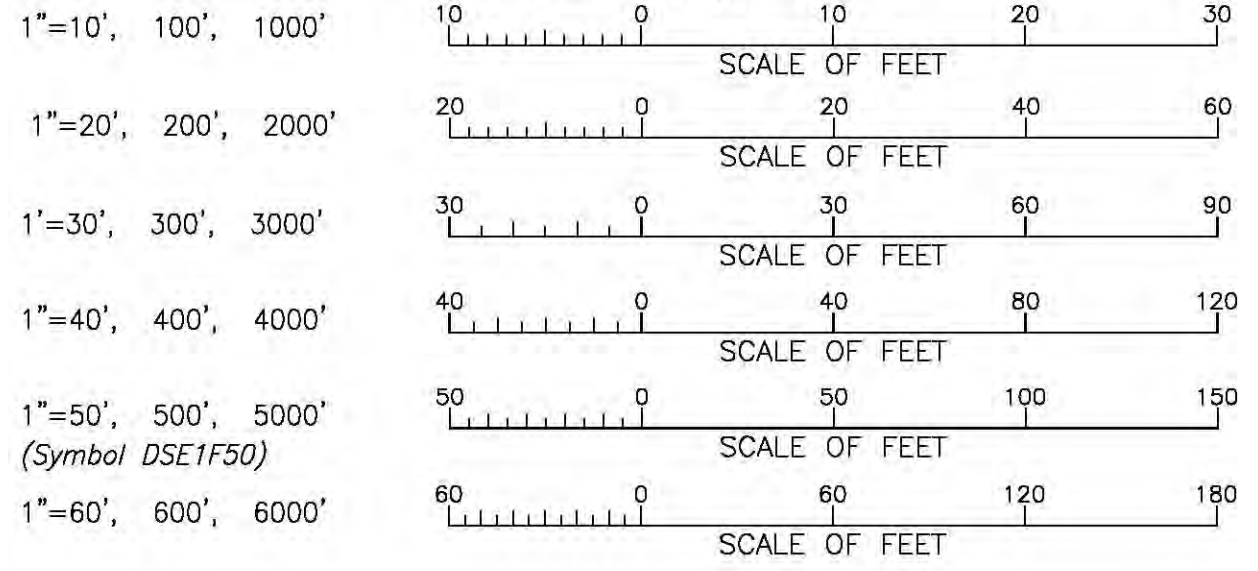 1"=10', 100', 1000' 10 0 10 20 30
SCALE OF FEET
1"=20', 200', 2000' 20 0 20 40 60
SCALE OF FEET
1'=30', 300', 3000' 30 0 30 60 90
SCALE OF FEET
1"=40', 400', 4000' 40 0 40 80 120
SCALE OF FEET
1"=50', 500', 5000' 50 0 50 100 150
(Symbol DSE1F50) SCALE OF FEET
1"=60', 600', 6000' 60 0 60 120 180
SCALE OF FEET